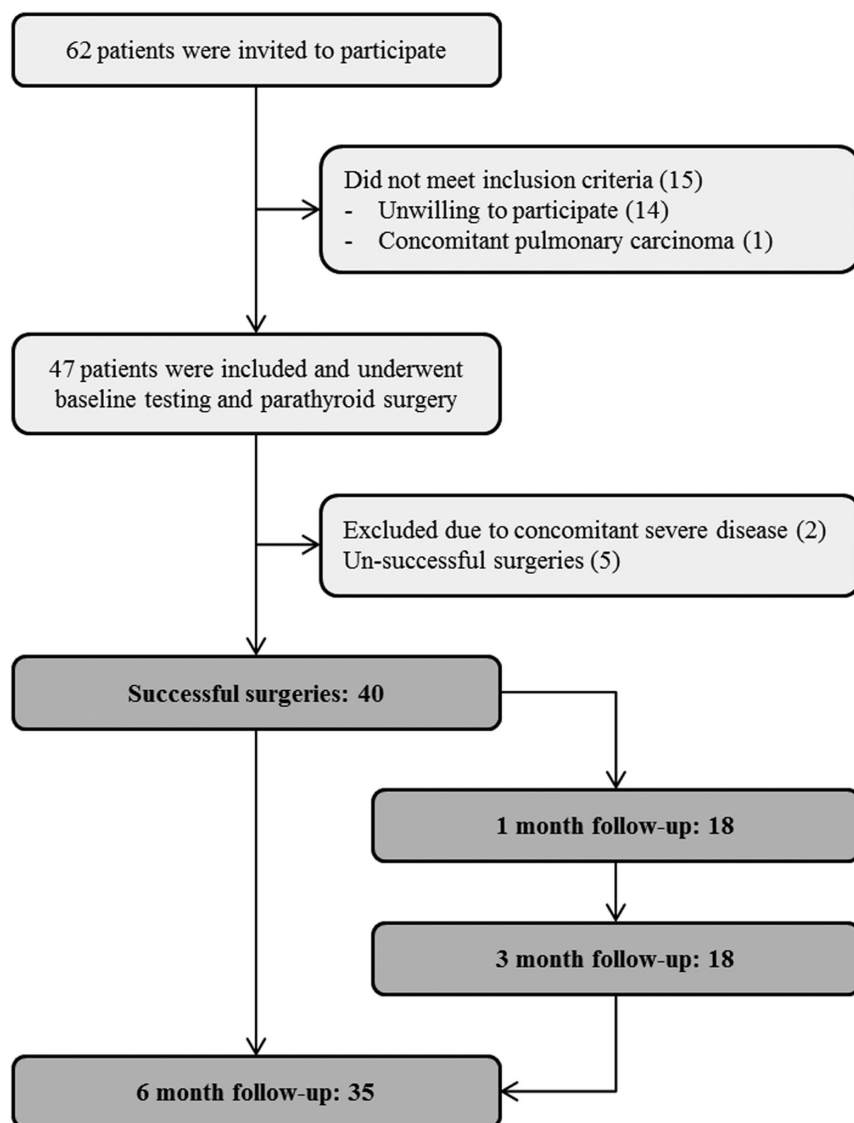 62 patients were invited to participate
Did not meet inclusion criteria (15)
- Unwilling to participate (14)
- Concomitant pulmonary carcinoma (1)
47 patients were included and underwent
baseline testing and parathyroid surgery
Excluded due to concomitant severe disease (2)
Un-successful surgeries (5)
Successful surgeries: 40
1 month follow-up: 18
3 month follow-up: 18
6 month follow-up: 35